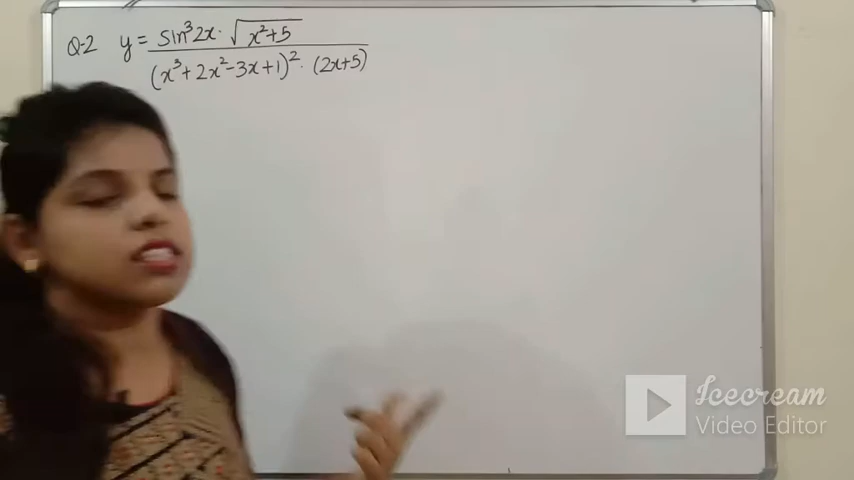 Q-2 y = sin³2x · √x²+5
(x³+2x²-3x+1)² · (2x+5)
Icecream
Video Editor